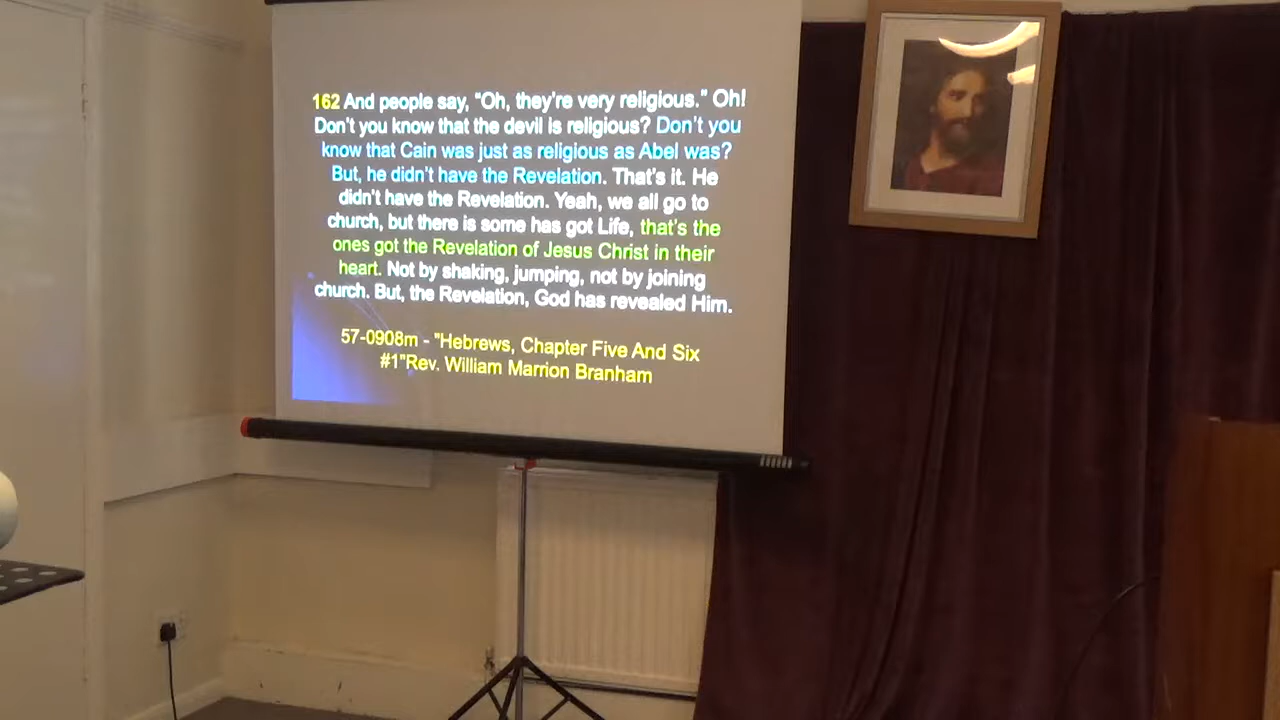 162 And people say, "Oh, they're very religious." Oh!
Don't you know that the devil is religious? Don't you
know that Cain was just as religious as Abel was?
But, he didn't have the Revelation. That's it. He
didn't have the Revelation. Yeah, we all go to
church, but there is some has got Life, that's the
ones got the Revelation of Jesus Christ in their
heart. Not by shaking, jumping, not by joining
church. But, the Revelation, God has revealed Him.
57-0908m - "Hebrews, Chapter Five And Six
#1"Rev. William Marrion Branham